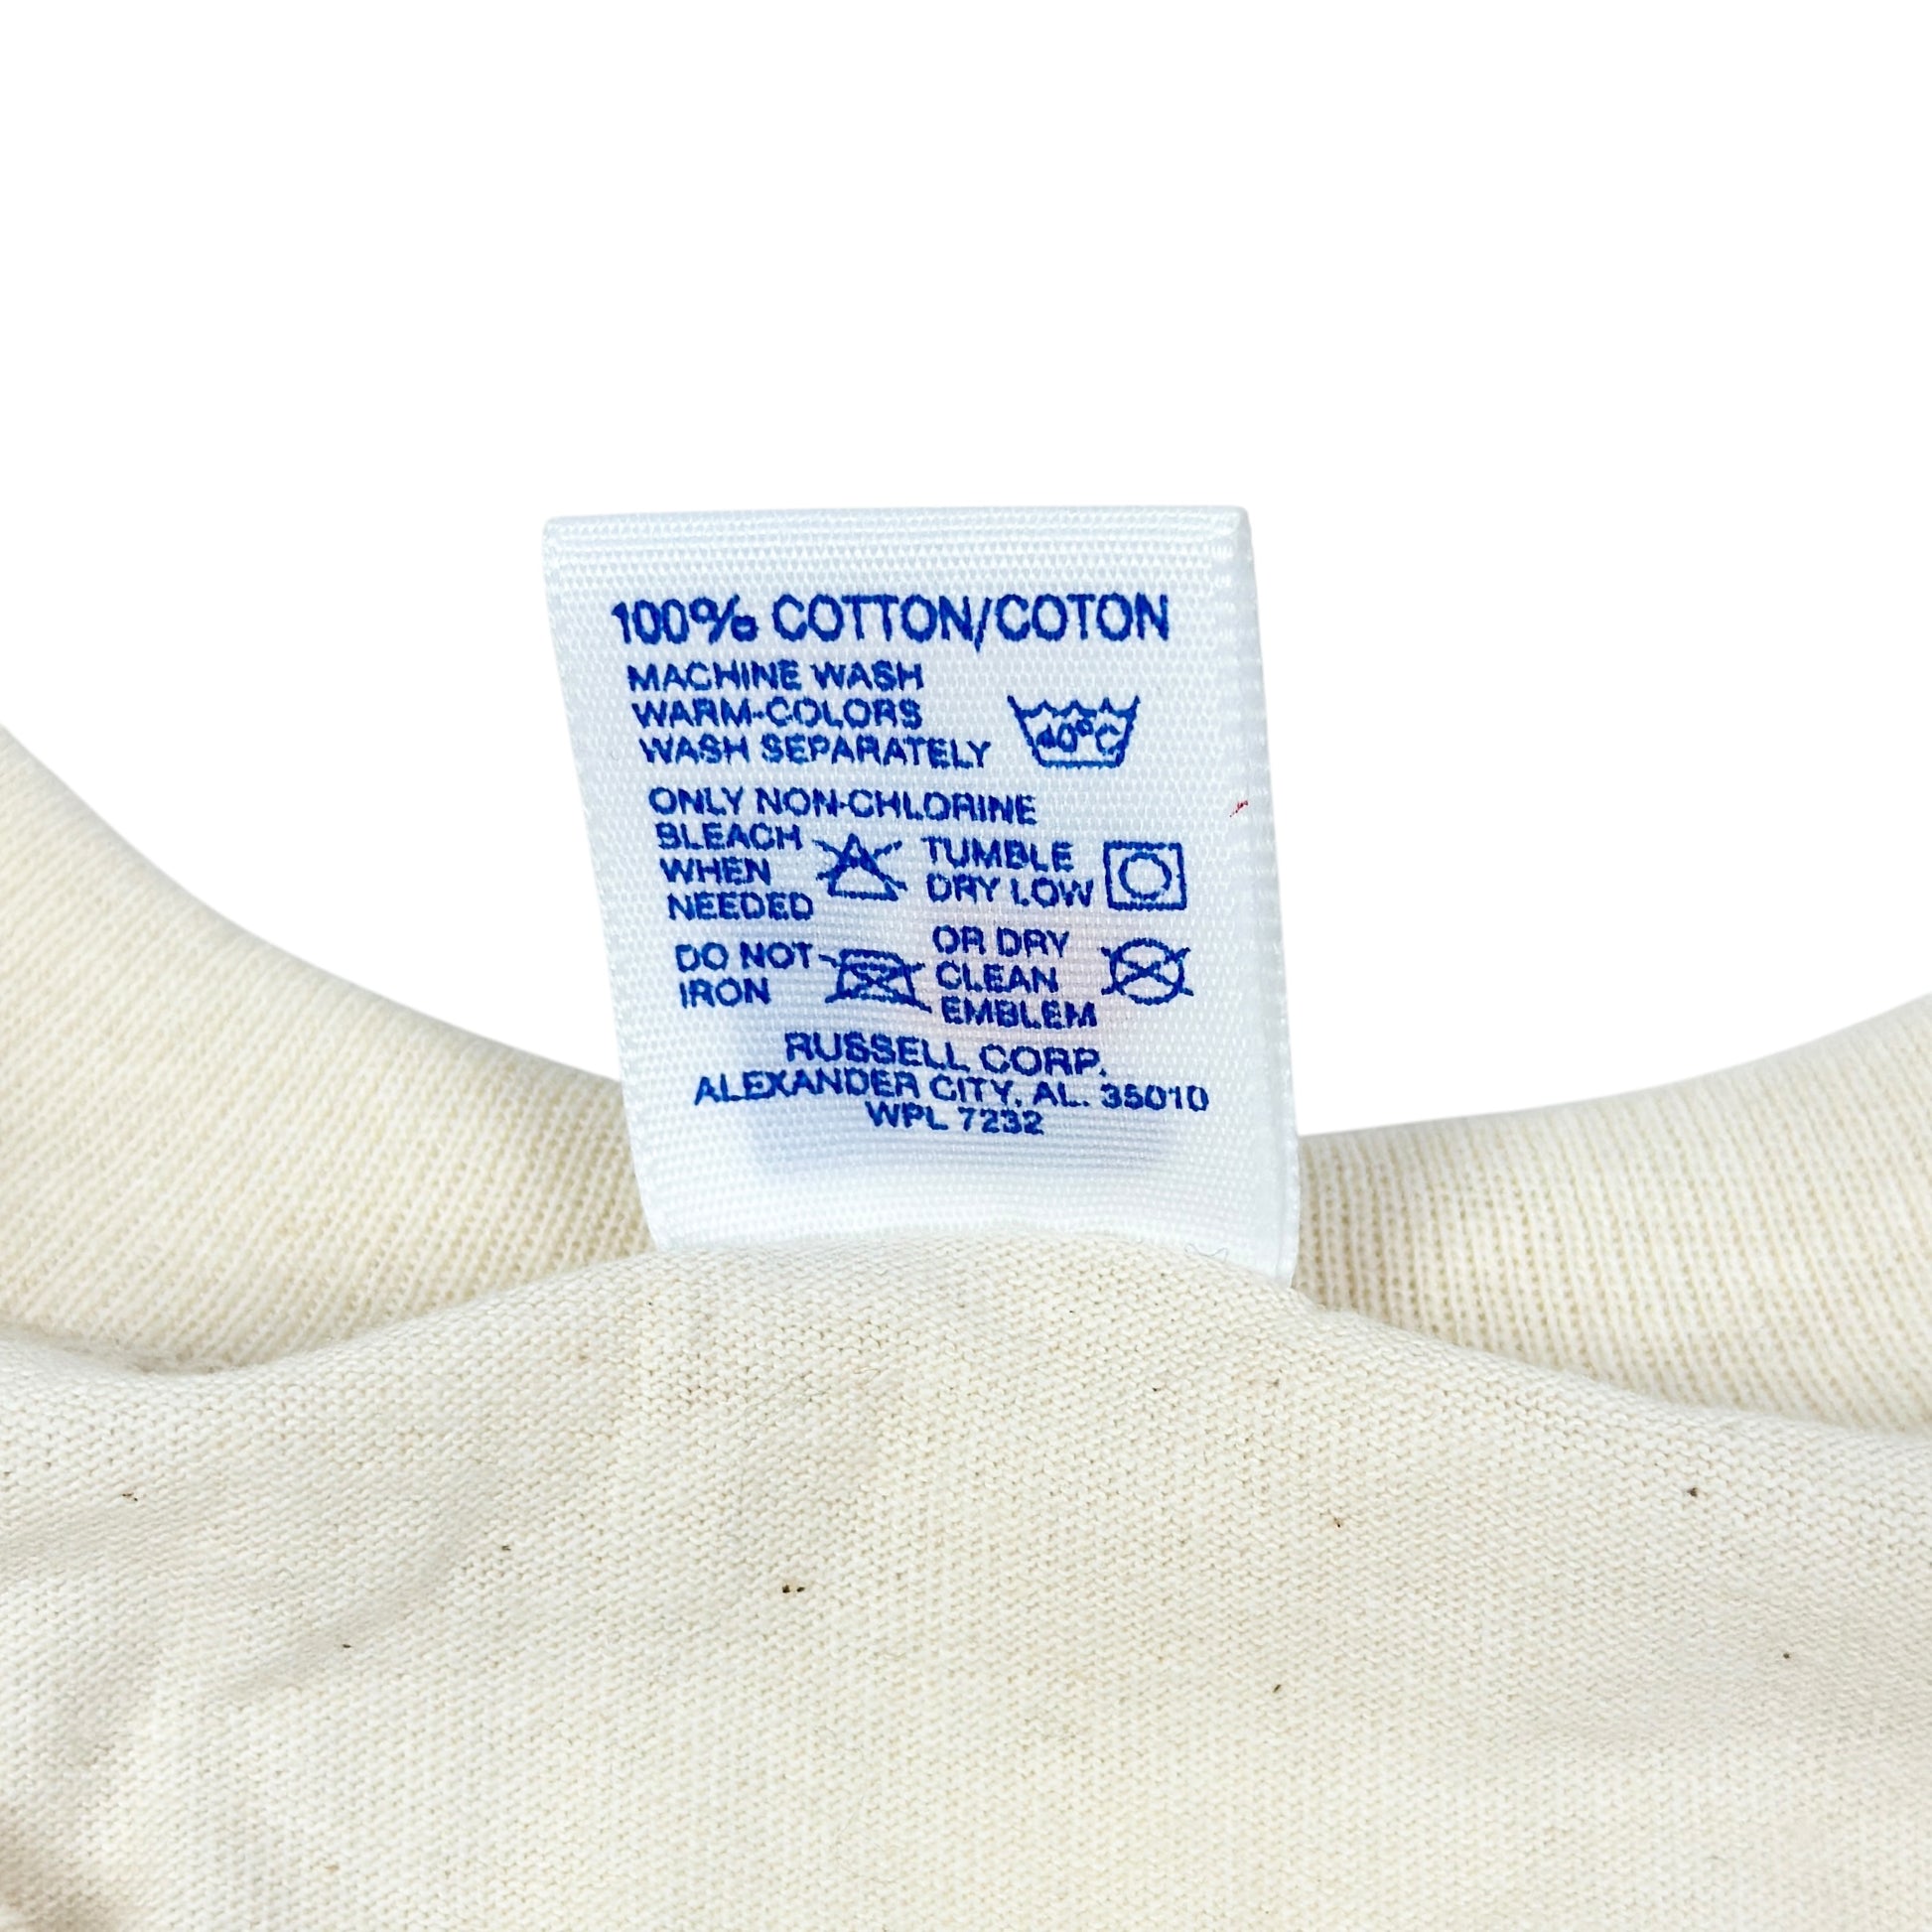 100% COTTON/COTON
MACHINE WASH
WARM-COLORS
WASH SEPARATELY
40°C
ONLY NON-CHLORINE
BLEACH
WHEN
NEEDED
TUMBLE
DRY LOW
DO NOT
IRON
OR DRY
CLEAN
EMBLEM
RUSSELL CORP.
ALEXANDER CITY, AL. 35010
WPL 7232